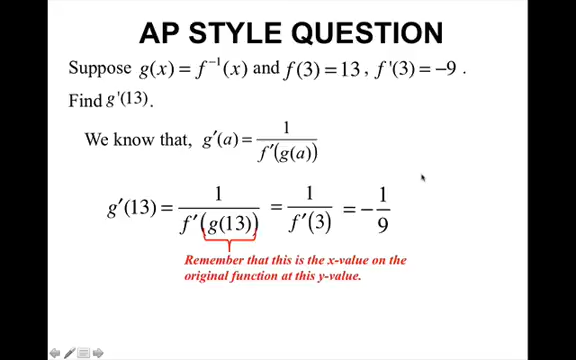 AP STYLE QUESTION
Suppose g(x) = f⁻¹(x) and f(3) = 13 , f '(3) = −9 .
Find g'(13).
We know that, g′(a) = 1 / f′(g(a))
g′(13) = 1 / f′(g(13)) = 1 / f′(3) = − 1 / 9
Remember that this is the x-value on the
original function at this y-value.